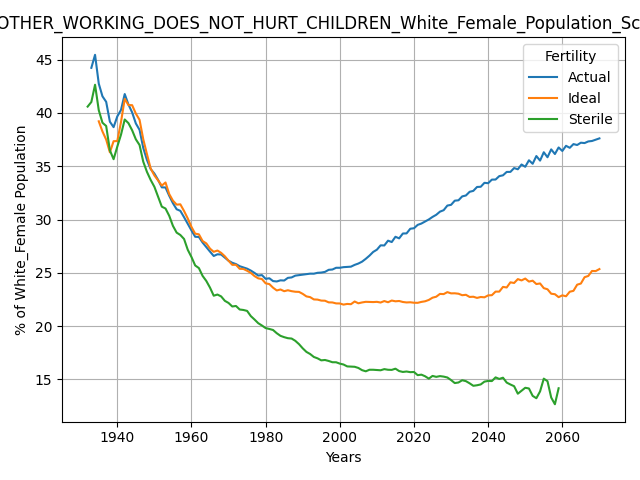 OTHER_WORKING_DOES_NOT_HURT_CHILDREN_White_Female_Population_Sc
Fertility
Actual
Ideal
Sterile
% of White_Female Population
45
40
35
30
25
20
15
1940 1960 1980 2000 2020 2040 2060
Years